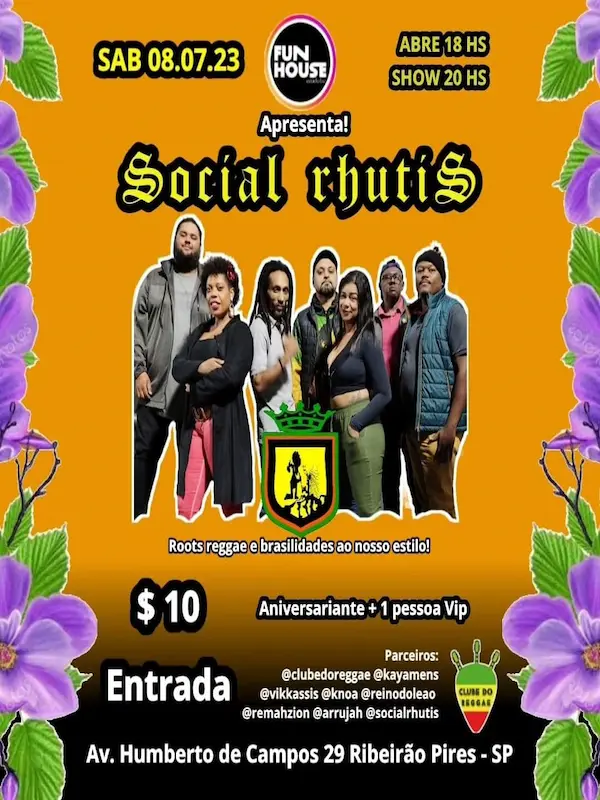 SAB 08.07.23
FUN
HOUSE
ABRE 18 HS
SHOW 20 HS
Apresenta!
Social rhutiS
Roots reggae e brasilidades ao nosso estilo!
$ 10
Aniversariante + 1 pessoa Vip
Entrada
Parceiros:
@clubedoreggae @kayamens
@vikkassis @knoa @reinodoleao
@remahzion @arrujah @socialrhutis
CLUBE DO
REGGAE
Av. Humberto de Campos 29 Ribeirão Pires - SP